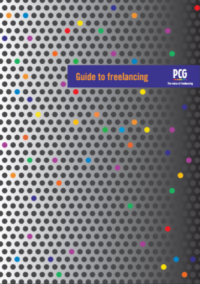 Guide to freelancing
PCG
The voice of freelancing